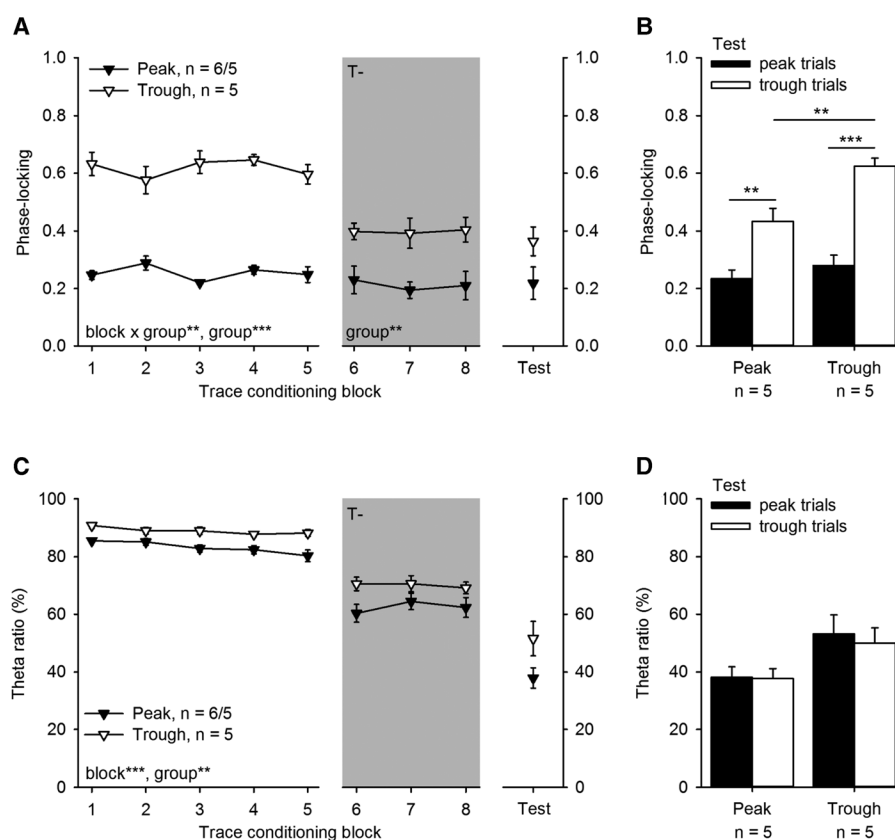 A
1.0
0.8
0.6
0.4
0.2
0.0
Phase-locking
Peak, n = 6/5
Trough, n = 5
block x group**, group***
1 2 3 4 5
T-
group**
6 7 8
Trace conditioning block
1.0
0.8
0.6
0.4
0.2
0.0
Test
B
1.0
0.8
0.6
0.4
0.2
0.0
Phase-locking
Test
peak trials
trough trials
**
***
**
Peak
n = 5
Trough
n = 5
C
100
80
60
40
20
0
Theta ratio (%)
Peak, n = 6/5
Trough, n = 5
block***, group**
1 2 3 4 5
T-
6 7 8
Trace conditioning block
100
80
60
40
20
0
Test
D
100
80
60
40
20
0
Theta ratio (%)
Test
peak trials
trough trials
Peak
n = 5
Trough
n = 5